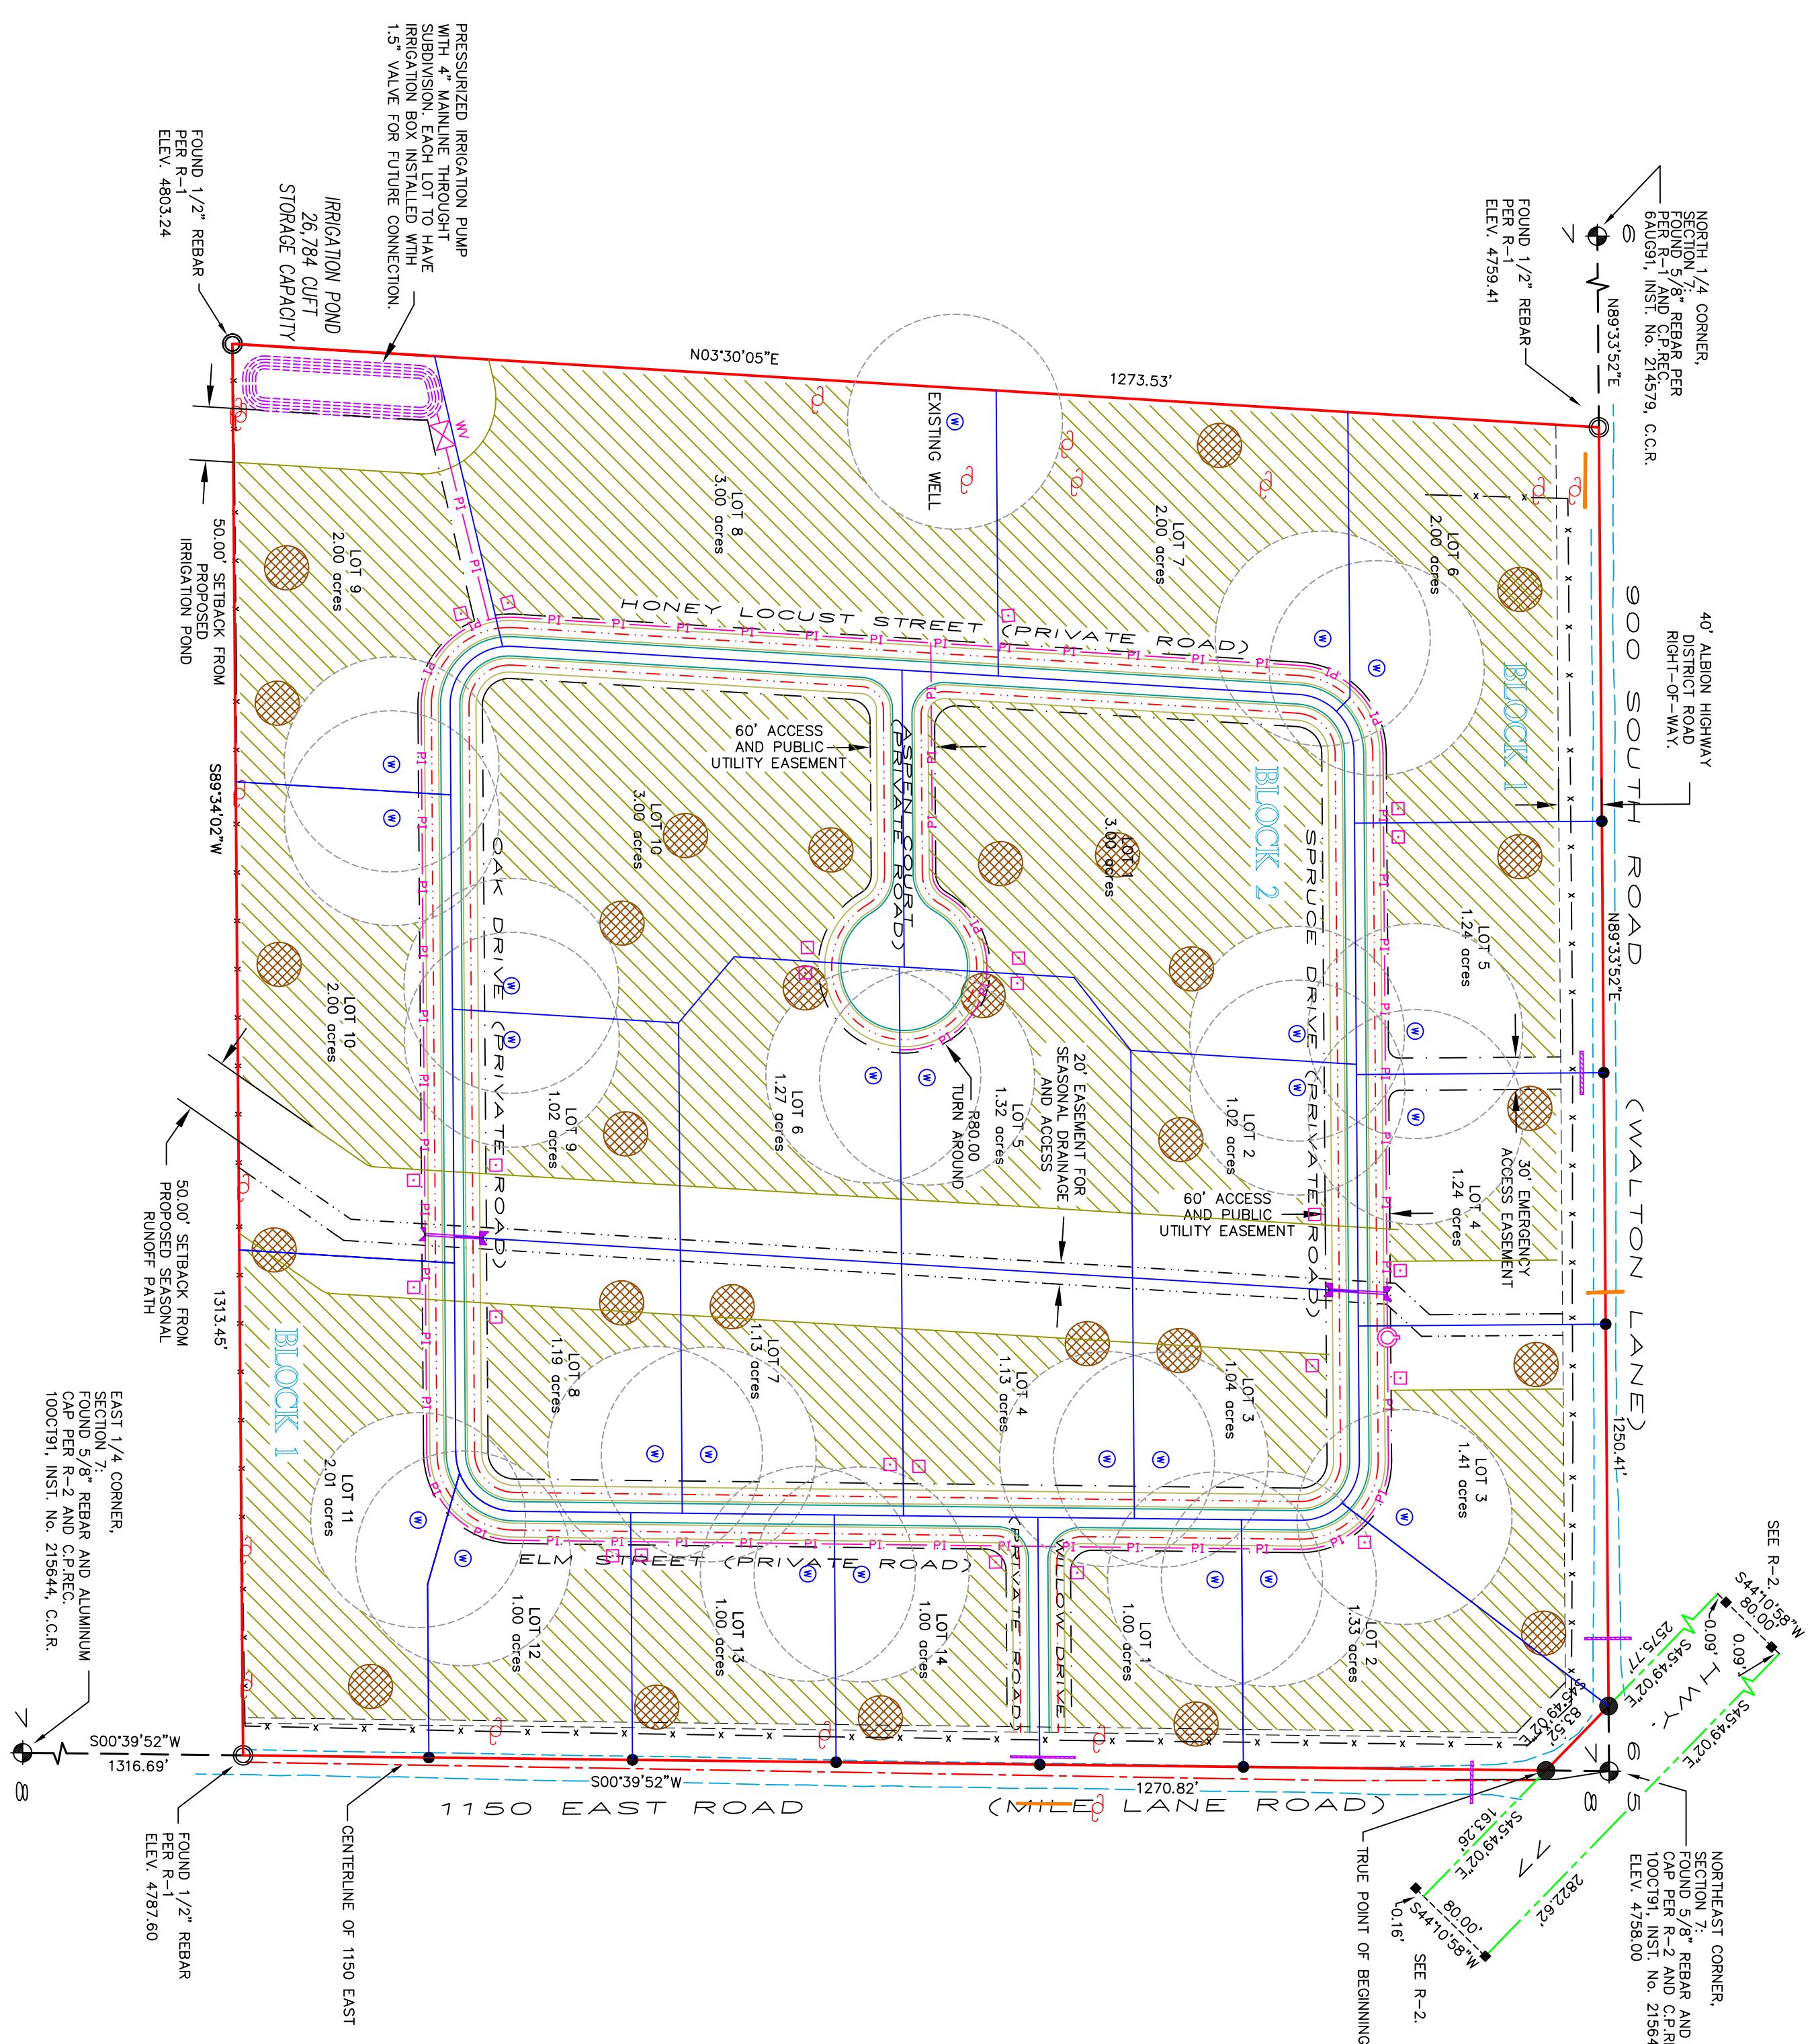 NORTH 1/4 CORNER,
SECTION 7:
FOUND 5/8" REBAR PER
PER R-1 AND C.P.REC.
6AUG91, INST. No. 214579, C.C.R.
6
7
N89°33'52"E
FOUND 1/2" REBAR
PER R-1
ELEV. 4759.41
40' ALBION HIGHWAY
DISTRICT ROAD
RIGHT-OF-WAY.
900 SOUTH ROAD
(WALTON LANE)
N89°33'52"E
1250.41'
SEE R-2.
S44°10'58"W
80.00'
0.09'
0.09'
2575.77'
S45°49'02"E
HWY.
S45°49'02"E
S45°49'02"E
83.52'
6
5
7
8
77
S45°49'02"E
163.26'
2822.62'
80.00'
S44°10'58"W
0.16'
SEE R-2.
NORTHEAST CORNER,
SECTION 7:
FOUND 5/8" REBAR AND
CAP PER R-2 AND
10OCT91, INST. No.
ELEV. 4758.00
TRUE POINT OF BEGINNING
PRESSURIZED IRRIGATION PUMP
WITH 4" MAINLINE THROUGHT
SUBDIVISION. EACH LOT TO HAVE
IRRIGATION BOX INSTALLED WTIH
1.5" VALVE FOR FUTURE CONNECTION.
IRRIGATION POND
26,784 CUFT
STORAGE CAPACITY
FOUND 1/2" REBAR
PER R-1
ELEV. 4803.24
N03°30'05"E
1273.53'
EXISTING WELL
WV
LOT 8
3.00 acres
LOT 7
2.00 acres
LOT 6
2.00 acres
BLOCK 1
LOT 9
2.00 acres
50.00' SETBACK FROM
PROPOSED
IRRIGATION POND
HONEY LOCUST STREET (PRIVATE ROAD)
60' ACCESS
AND PUBLIC
UTILITY EASEMENT
ASPEN COURT
(PRIVATE ROAD)
BLOCK 2
LOT 10
3.00 acres
LOT 1
3.00 acres
SPRUCE DRIVE (PRIVATE ROAD)
OAK DRIVE (PRIVATE ROAD)
S89°34'02"W
1313.45'
LOT 5
1.24 acres
LOT 10
2.00 acres
LOT 9
1.02 acres
LOT 6
1.27 acres
LOT 5
1.32 acres
R80.00
TURN AROUND
20' EASEMENT FOR
SEASONAL DRAINAGE
AND ACCESS
LOT 2
1.02 acres
60' ACCESS
AND PUBLIC
UTILITY EASEMENT
LOT 4
1.24 acres
30' EMERGENCY
ACCESS EASEMENT
50.00' SETBACK FROM
PROPOSED SEASONAL
RUNOFF PATH
BLOCK 1
LOT 8
1.19 acres
LOT 7
1.13 acres
LOT 4
1.13 acres
LOT 3
1.04 acres
LOT 3
1.41 acres
LOT 11
2.01 acres
ELM STREET (PRIVATE ROAD)
WILLOW DRIVE
(PRIVATE ROAD)
LOT 12
1.00 acres
LOT 13
1.00 acres
LOT 14
1.00 acres
LOT 1
1.00 acres
LOT 2
1.33 acres
EAST 1/4 CORNER,
SECTION 7:
FOUND 5/8" REBAR AND ALUMINUM
CAP PER R-2 AND C.P.REC.
10OCT91, INST. No. 215644, C.C.R.
7
8
S00°39'52"W
1316.69'
S00°39'52"W
1270.82'
1150 EAST ROAD
(MILE LANE ROAD)
CENTERLINE OF 1150 EAST
FOUND 1/2" REBAR
PER R-1
ELEV. 4787.60